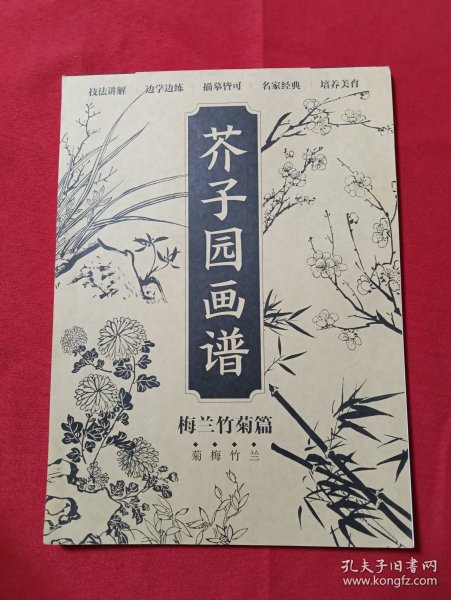 技法讲解 边学边练 描摹皆可 名家经典 培养美育
芥子园画谱
梅兰竹菊篇
菊梅竹兰
孔夫子旧书网
www.kongfz.com